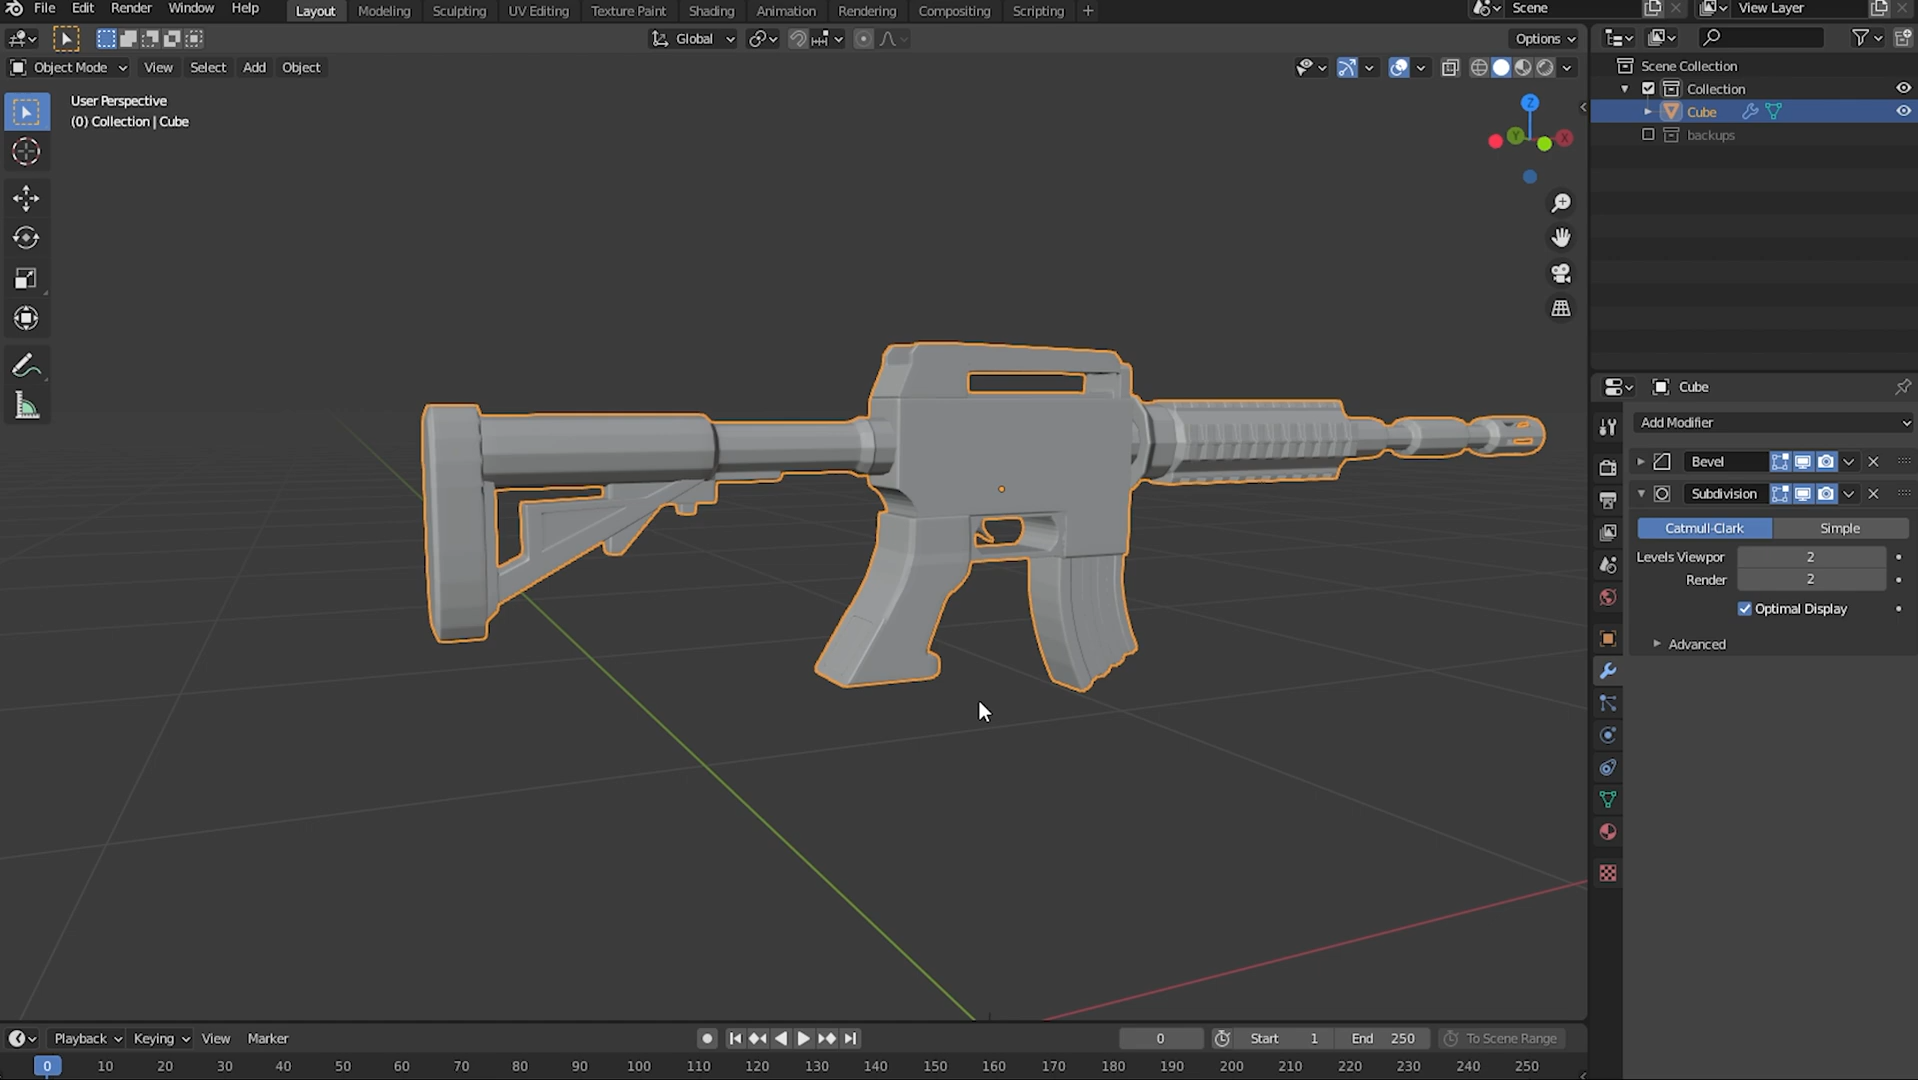 File Edit Render Window Help Layout Modeling Sculpting UV Editing Texture Paint Shading Animation Rendering Compositing Scripting + Scene View Layer
Global Options
Object Mode View Select Add Object
User Perspective
(0) Collection | Cube
Z
Y
X
Scene Collection
Collection
Cube
backups
Cube
Add Modifier
Bevel
Subdivision
Catmull-Clark Simple
Levels Viewpor 2
Render 2
Optimal Display
Advanced
Playback Keying View Marker 0 Start 1 End 250 To Scene Range
0 10 20 30 40 50 60 70 80 90 100 110 120 130 140 150 160 170 180 190 200 210 220 230 240 250